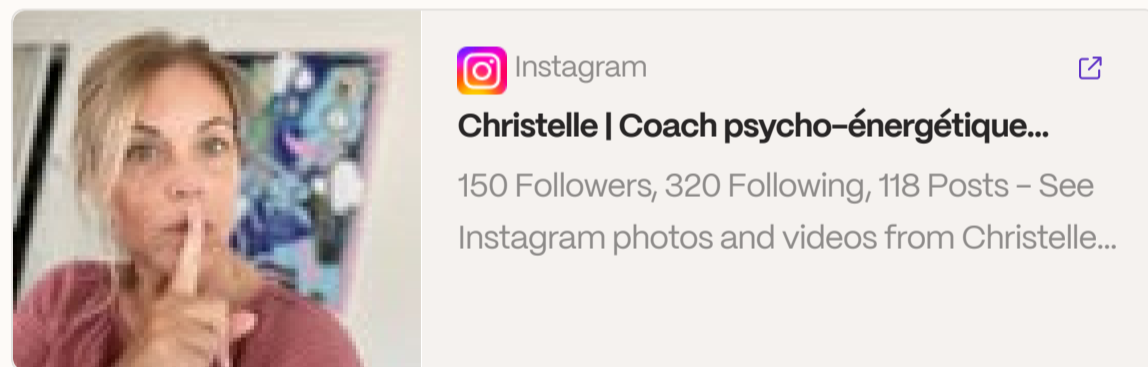 Instagram
Christelle | Coach psycho-énergétique...
150 Followers, 320 Following, 118 Posts – See
Instagram photos and videos from Christelle...